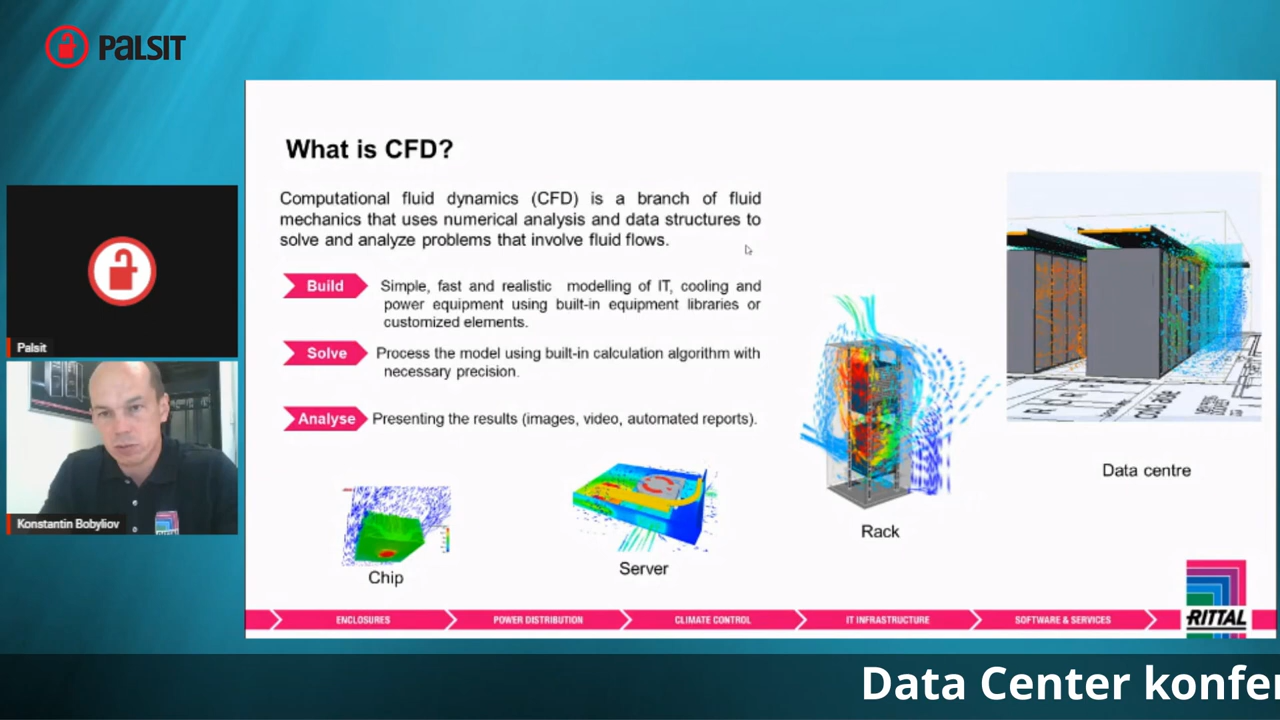 PaLSIT
What is CFD?
Computational fluid dynamics (CFD) is a branch of fluid
mechanics that uses numerical analysis and data structures to
solve and analyze problems that involve fluid flows.
Build
Simple, fast and realistic modelling of IT, cooling and
power equipment using built-in equipment libraries or
customized elements.
Solve
Process the model using built-in calculation algorithm with
necessary precision.
Analyse
Presenting the results (images, video, automated reports).
Chip
Server
Rack
Data centre
Palsit
Konstantin Bobyliov
ENCLOSURES
POWER DISTRIBUTION
CLIMATE CONTROL
IT INFRASTRUCTURE
SOFTWARE & SERVICES
RITTAL
Data Center konfer